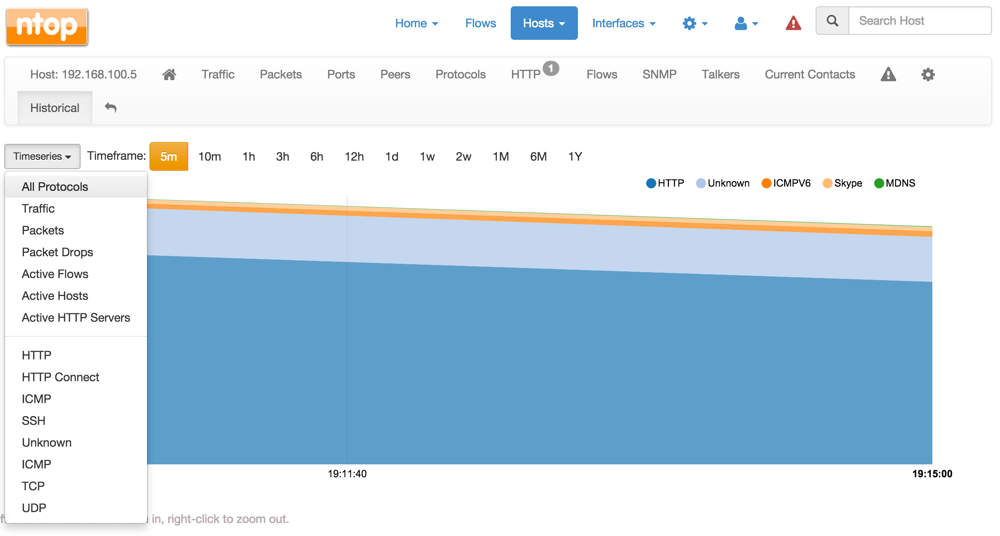 ntop
Home Flows Hosts Interfaces Search Host
Host: 192.168.100.5 Traffic Packets Ports Peers Protocols HTTP 1 Flows SNMP Talkers Current Contacts
Historical
Timeseries Timeframe: 5m 10m 1h 3h 6h 12h 1d 1w 2w 1M 6M 1Y
HTTP Unknown ICMPV6 Skype MDNS
All Protocols
Traffic
Packets
Packet Drops
Active Flows
Active Hosts
Active HTTP Servers
HTTP
HTTP Connect
ICMP
SSH
Unknown
ICMP
TCP
UDP
19:11:40 19:15:00
in, right-click to zoom out.